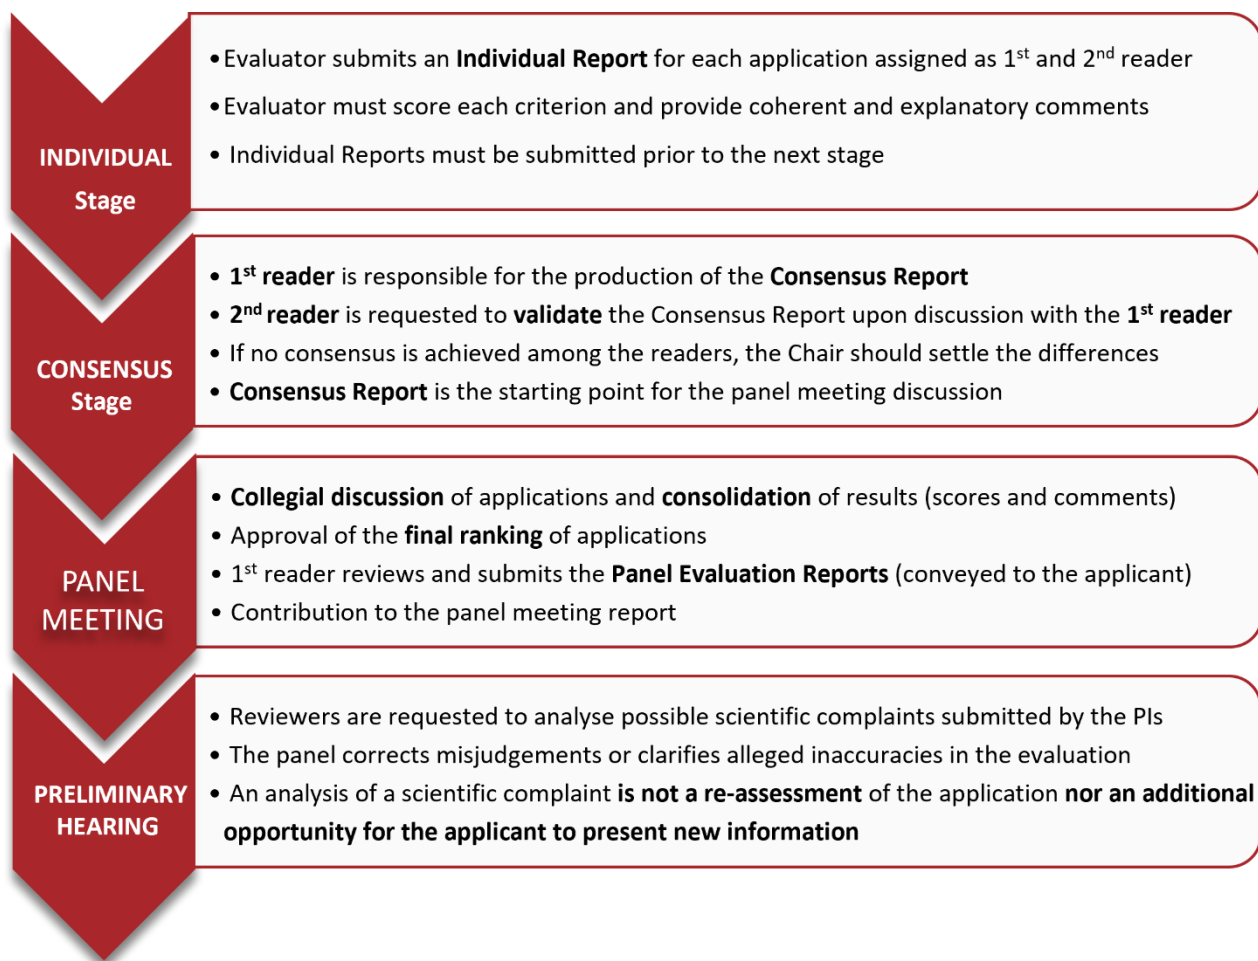 INDIVIDUAL
Stage
•Evaluator submits an Individual Report for each application assigned as 1st and 2nd reader
•Evaluator must score each criterion and provide coherent and explanatory comments
• Individual Reports must be submitted prior to the next stage
CONSENSUS
Stage
• 1st reader is responsible for the production of the Consensus Report
• 2nd reader is requested to validate the Consensus Report upon discussion with the 1st reader
• If no consensus is achieved among the readers, the Chair should settle the differences
• Consensus Report is the starting point for the panel meeting discussion
PANEL
MEETING
• Collegial discussion of applications and consolidation of results (scores and comments)
• Approval of the final ranking of applications
• 1st reader reviews and submits the Panel Evaluation Reports (conveyed to the applicant)
• Contribution to the panel meeting report
PRELIMINARY
HEARING
• Reviewers are requested to analyse possible scientific complaints submitted by the PIs
• The panel corrects misjudgements or clarifies alleged inaccuracies in the evaluation
• An analysis of a scientific complaint is not a re-assessment of the application nor an additional
opportunity for the applicant to present new information